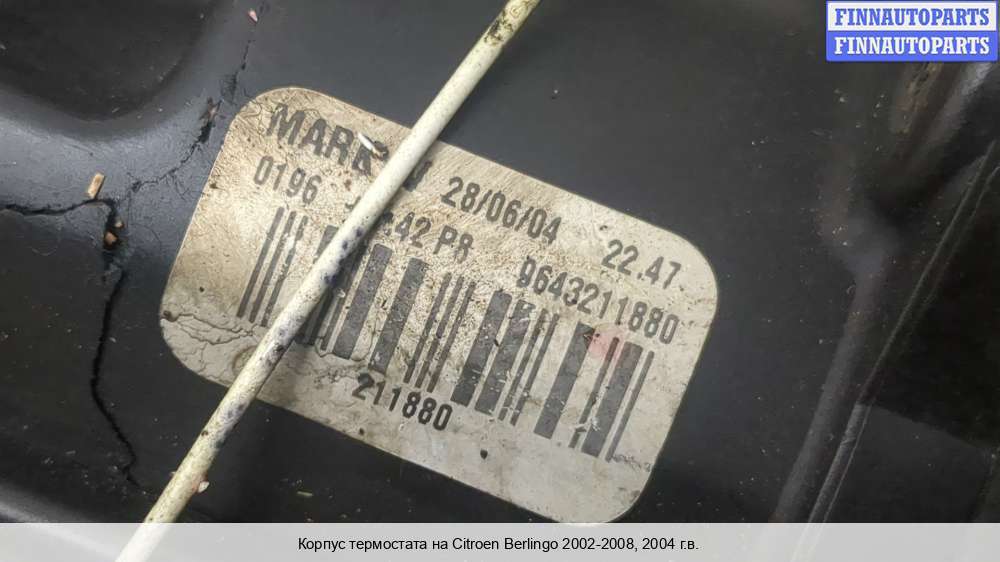 FINNAUTOPARTS
FINNAUTOPARTS
28/06/04 22.47
0196 42 P8 9643211880
211880
Корпус термостата на Citroen Berlingo 2002-2008, 2004 г.в.